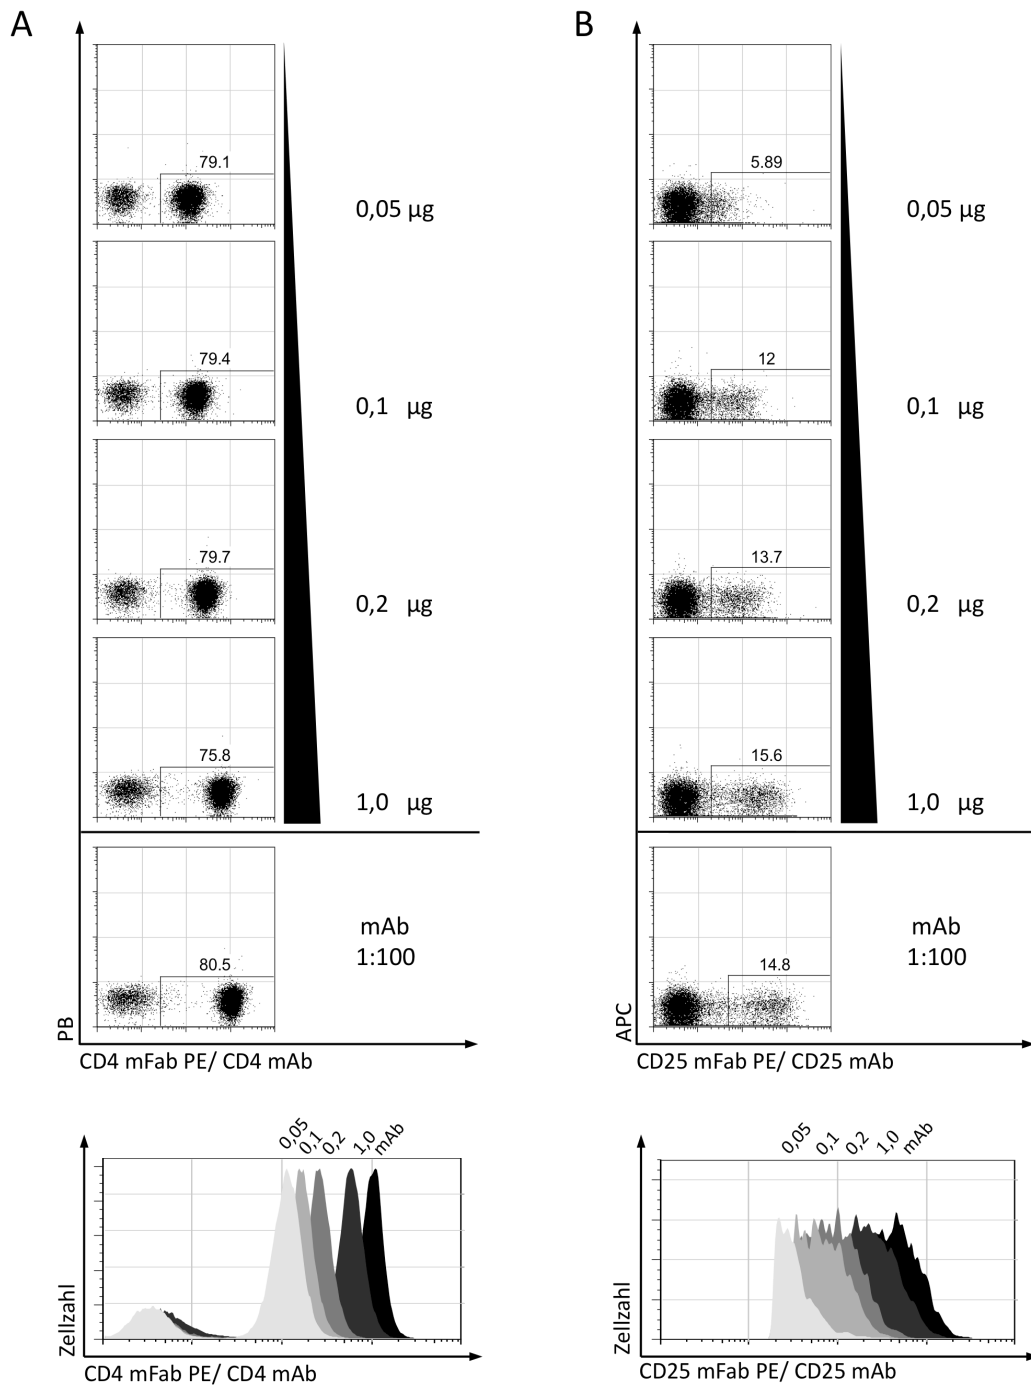 A
79.1
0,05 µg
79.4
0,1 µg
79.7
0,2 µg
75.8
1,0 µg
80.5
mAb
1:100
PB
CD4 mFab PE/ CD4 mAb
0,05
0,1
0,2
1,0
mAb
Zellzahl
CD4 mFab PE/ CD4 mAb
B
5.89
0,05 µg
12
0,1 µg
13.7
0,2 µg
15.6
1,0 µg
14.8
mAb
1:100
APC
CD25 mFab PE/ CD25 mAb
0,05
0,1
0,2
1,0
mAb
Zellzahl
CD25 mFab PE/ CD25 mAb